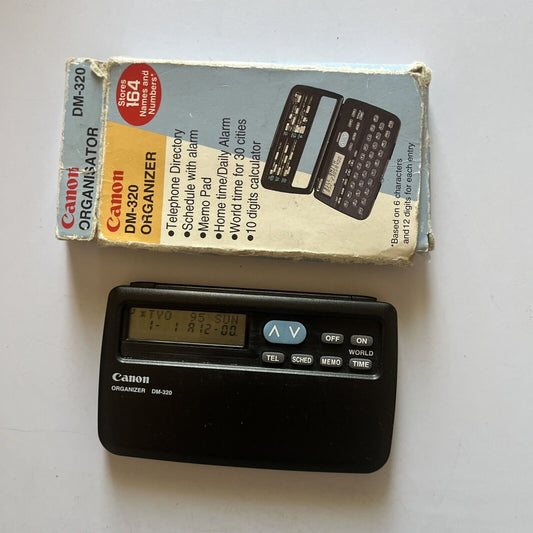 Canon
ORGANISATOR DM-320
Stores
164
Names and
Numbers*
Canon
DM-320
ORGANIZER
•Telephone Directory
•Schedule with alarm
•Memo Pad
•Home time/Daily Alarm
•World time for 30 cities
•10 digits calculator
*Based on 6 characters
and12 digits for each entry
TYO 95 SUN
1- 1 A12-00
OFF ON
WORLD
TEL SCHED MEMO TIME
Canon
ORGANIZER DM-320